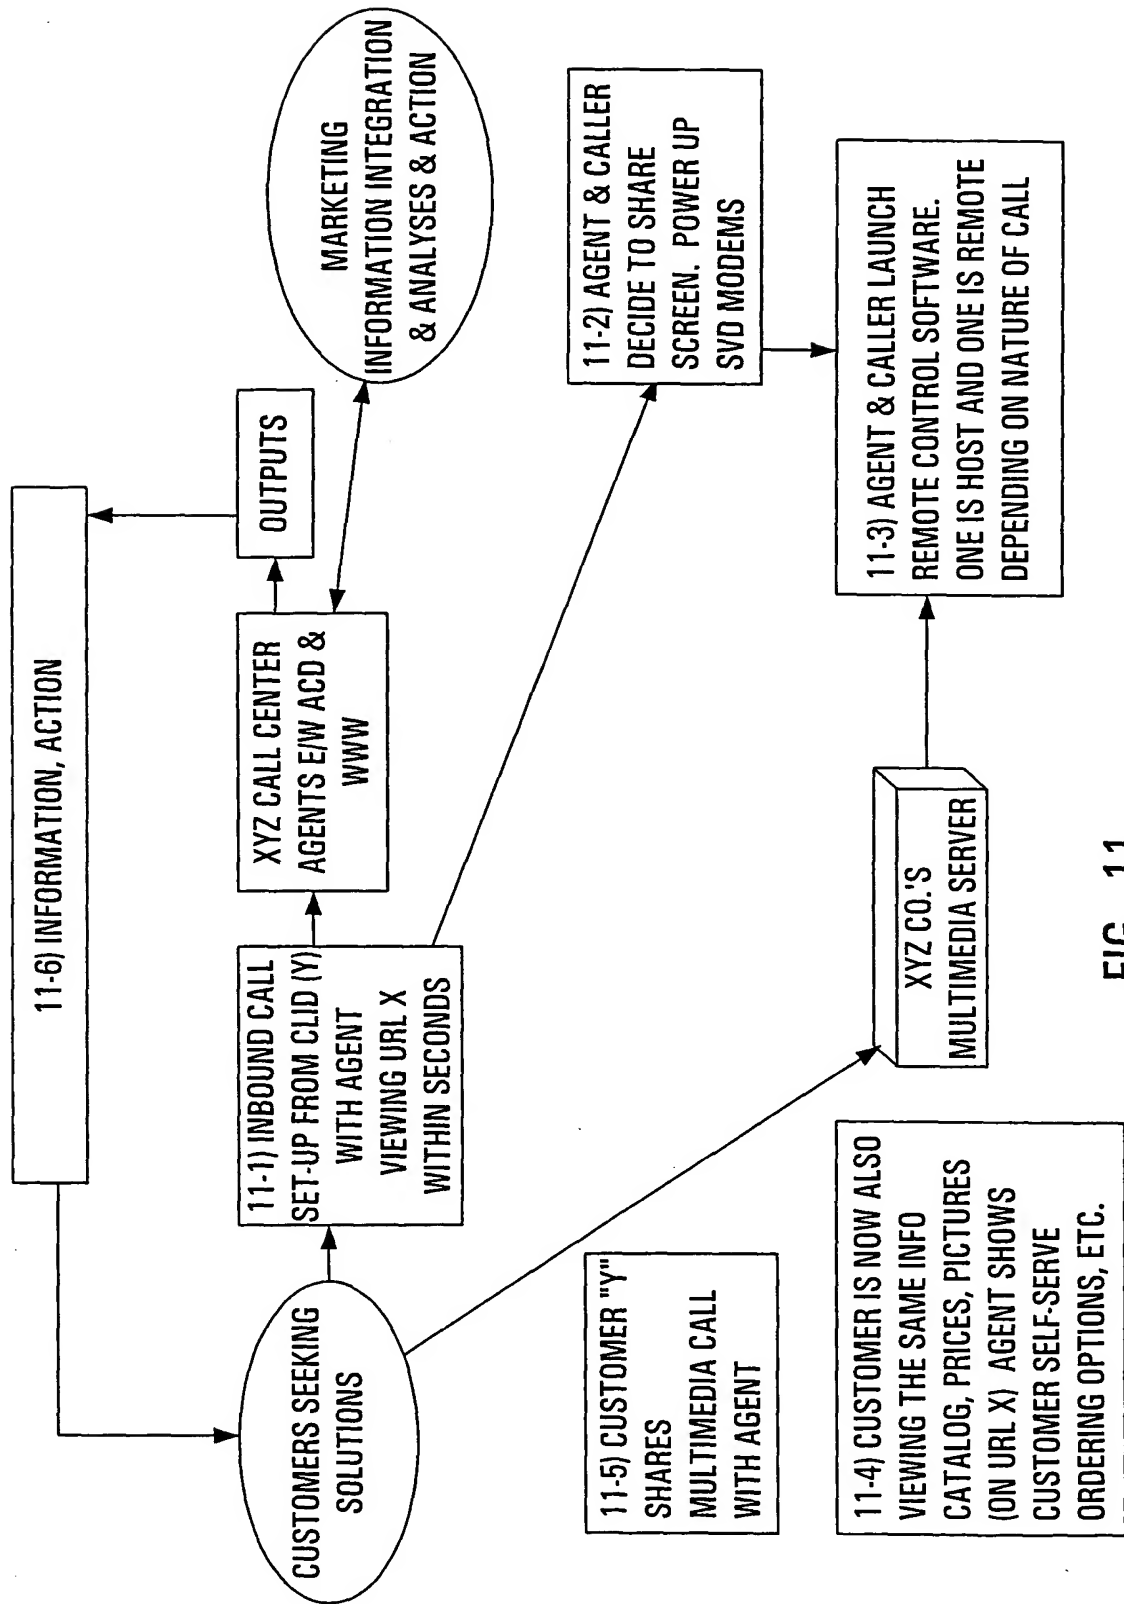 11-6) INFORMATION, ACTION
CUSTOMERS SEEKING
SOLUTIONS
11-1) INBOUND CALL
SET-UP FROM CLID (Y)
WITH AGENT
VIEWING URL X
WITHIN SECONDS
XYZ CALL CENTER
AGENTS E/W ACD &
WWW
OUTPUTS
MARKETING
INFORMATION INTEGRATION
& ANALYSES & ACTION
11-5) CUSTOMER "Y"
SHARES
MULTIMEDIA CALL
WITH AGENT
11-2) AGENT & CALLER
DECIDE TO SHARE
SCREEN. POWER UP
SVD MODEMS
11-4) CUSTOMER IS NOW ALSO
VIEWING THE SAME INFO
CATALOG, PRICES, PICTURES
(ON URL X) AGENT SHOWS
CUSTOMER SELF-SERVE
ORDERING OPTIONS, ETC.
XYZ CO.'S
MULTIMEDIA SERVER
11-3) AGENT & CALLER LAUNCH
REMOTE CONTROL SOFTWARE.
ONE IS HOST AND ONE IS REMOTE
DEPENDING ON NATURE OF CALL
FIG. 11